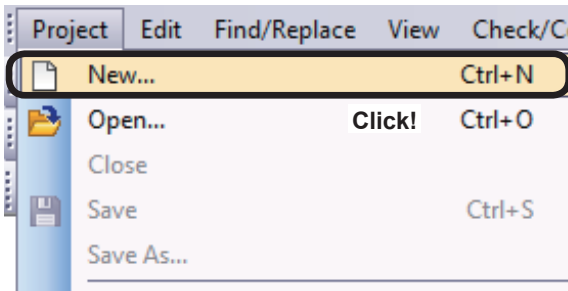 Project Edit Find/Replace View Check/C
New... Ctrl+N
Open... Click! Ctrl+O
Close
Save Ctrl+S
Save As...